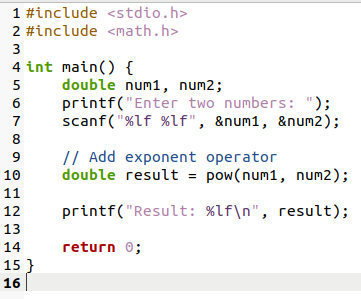 1 #include <stdio.h>
2 #include <math.h>
3
4 int main() {
5     double num1, num2;
6     printf("Enter two numbers: ");
7     scanf("%lf %lf", &num1, &num2);
8
9     // Add exponent operator
10     double result = pow(num1, num2);
11
12     printf("Result: %lf\n", result);
13
14     return 0;
15 }
16